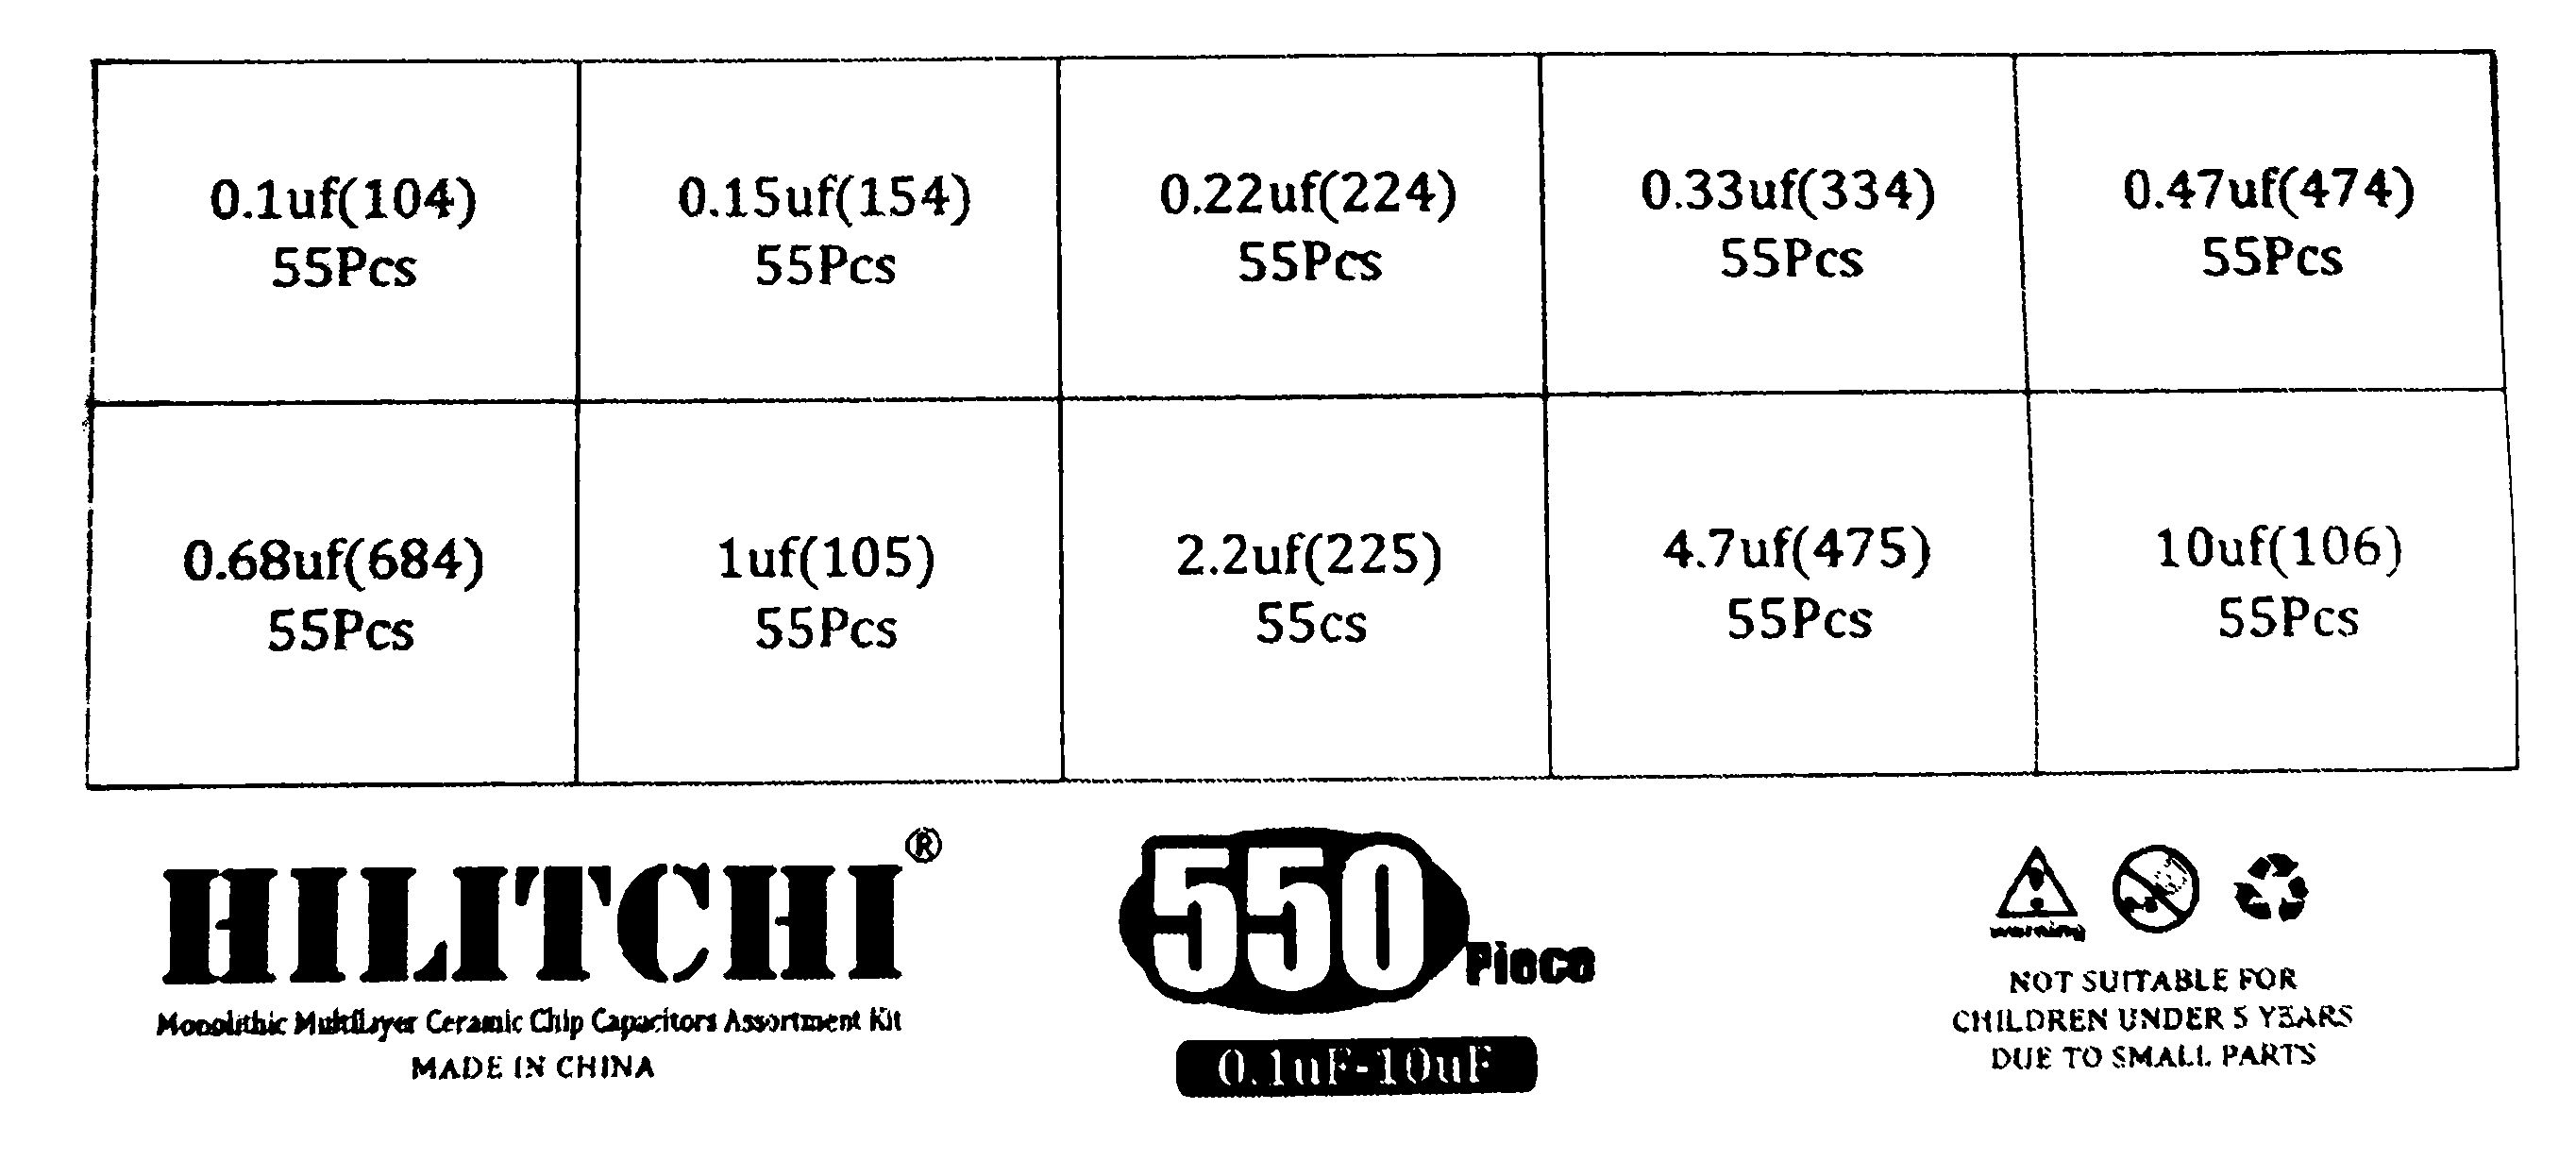 0.1uf(104)
55Pcs
0.15uf(154)
55Pcs
0.22uf(224)
55Pcs
0.33uf(334)
55Pcs
0.47uf(474)
55Pcs
0.68uf(684)
55Pcs
1uf(105)
55Pcs
2.2uf(225)
55cs
4.7uf(475)
55Pcs
10uf(106)
55Pcs
HILITCHI®
Monolithic Multilayer Ceramic Chip Capacitors Assortment Kit
MADE IN CHINA
550 Piece
0.1uF-10uF
warning
NOT SUITABLE FOR
CHILDREN UNDER 5 YEARS
DUE TO SMALL PARTS